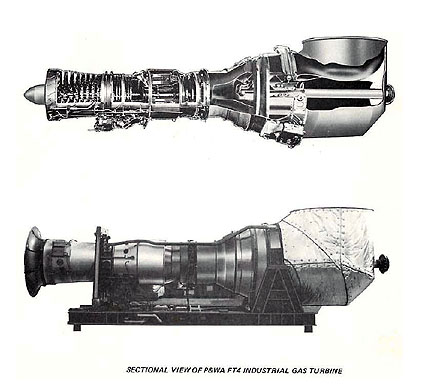 SECTIONAL VIEW OF P&WA FT4 INDUSTRIAL GAS TURBINE